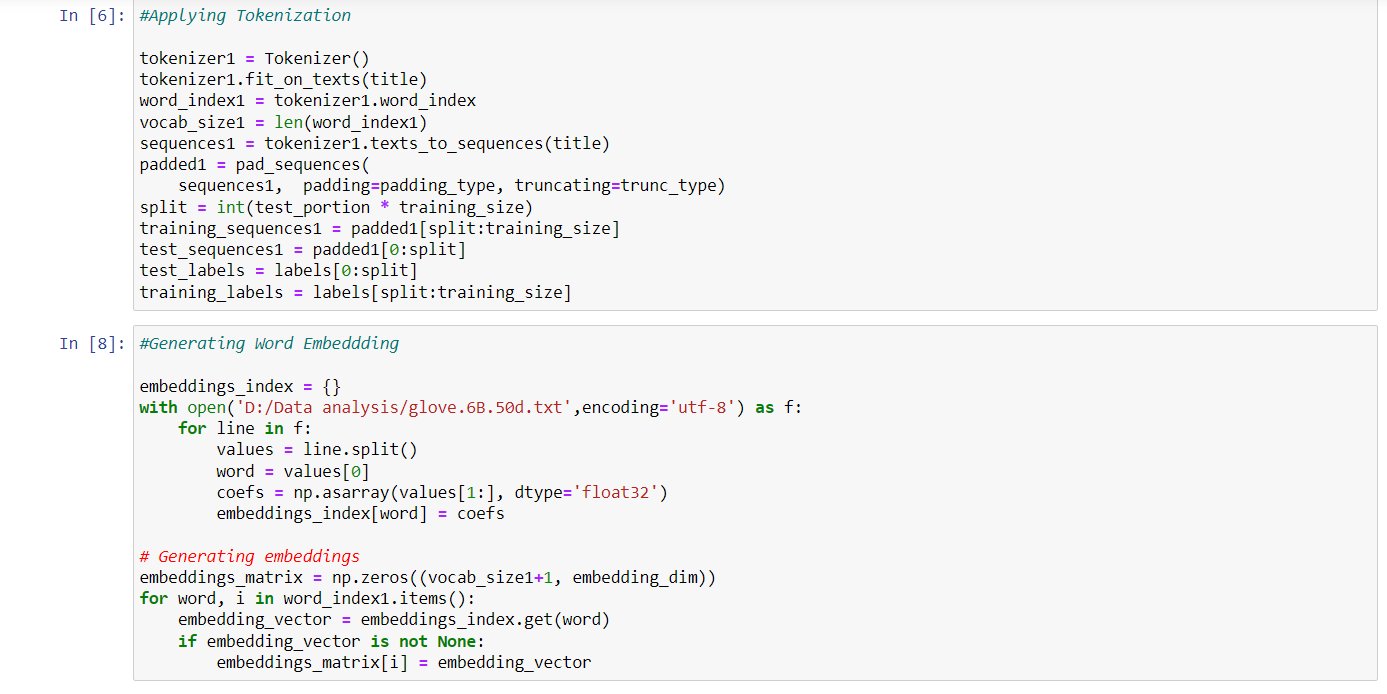 In [6]: #Applying Tokenization
tokenizer1 = Tokenizer()
tokenizer1.fit_on_texts(title)
word_index1 = tokenizer1.word_index
vocab_size1 = len(word_index1)
sequences1 = tokenizer1.texts_to_sequences(title)
padded1 = pad_sequences(
    sequences1,  padding=padding_type, truncating=trunc_type)
split = int(test_portion * training_size)
training_sequences1 = padded1[split:training_size]
test_sequences1 = padded1[0:split]
test_labels = labels[0:split]
training_labels = labels[split:training_size]
In [8]: #Generating Word Embeddding
embeddings_index = {}
with open('D:/Data analysis/glove.6B.50d.txt',encoding='utf-8') as f:
    for line in f:
        values = line.split()
        word = values[0]
        coefs = np.asarray(values[1:], dtype='float32')
        embeddings_index[word] = coefs
# Generating embeddings
embeddings_matrix = np.zeros((vocab_size1+1, embedding_dim))
for word, i in word_index1.items():
    embedding_vector = embeddings_index.get(word)
    if embedding_vector is not None:
        embeddings_matrix[i] = embedding_vector